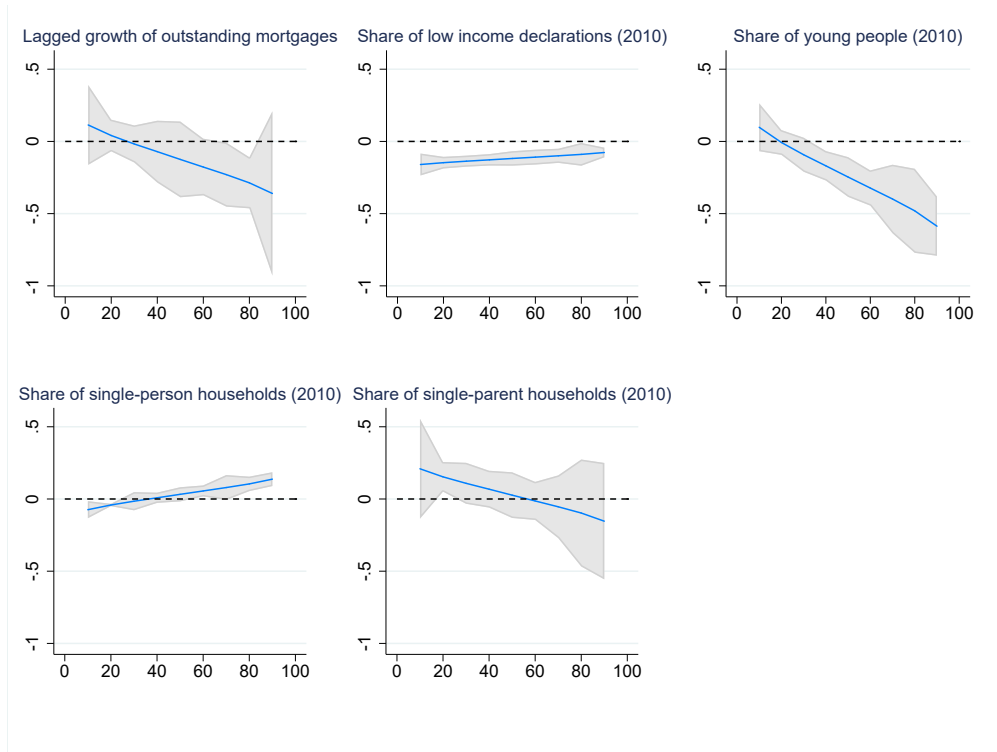 Lagged growth of outstanding mortgages Share of low income declarations (2010) Share of young people (2010)
.5 .5 .5
0 0 0
-.5 -.5 -.5
-1 -1 -1
0 20 40 60 80 100 0 20 40 60 80 100 0 20 40 60 80 100
Share of single-person households (2010) Share of single-parent households (2010)
.5 .5
0 0
-.5 -.5
-1 -1
0 20 40 60 80 100 0 20 40 60 80 100